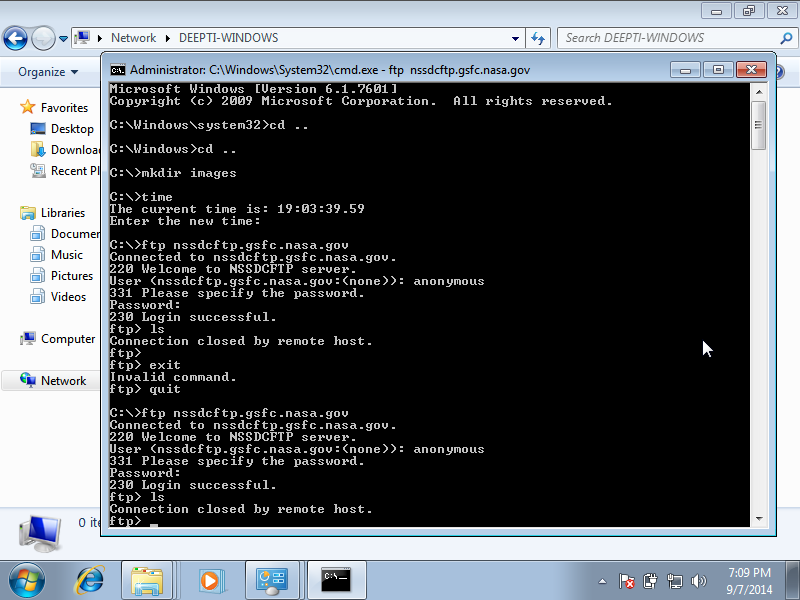 Network
DEEPTI-WINDOWS
Search DEEPTI-WINDOWS
Organize
Administrator: C:\Windows\System32\cmd.exe - ftp nssdcftp.gsfc.nasa.gov
Favorites
Desktop
Recent
Libraries
Music
Pictures
Videos
Computer
Network
Microsoft Windows [Version 6.1.7601]
Copyright (c) 2009 Microsoft Corporation.  All rights reserved.
C:\Windows\system32>cd ..
C:\Windows>cd ..
C:\>mkdir images
C:\>time
The current time is: 19:03:39.59
Enter the new time:
C:\>ftp nssdcftp.gsfc.nasa.gov
Connected to nssdcftp.gsfc.nasa.gov.
220 Welcome to NSSDCFTP server.
User (nssdcftp.gsfc.nasa.gov:(none)): anonymous
331 Please specify the password.
Password:
230 Login successful.
ftp> ls
Connection closed by remote host.
ftp>
ftp> exit
Invalid command.
ftp> quit
C:\>ftp nssdcftp.gsfc.nasa.gov
Connected to nssdcftp.gsfc.nasa.gov.
220 Welcome to NSSDCFTP server.
User (nssdcftp.gsfc.nasa.gov:(none)): anonymous
331 Please specify the password.
Password:
230 Login successful.
ftp> ls
Connection closed by remote host.
ftp> _
0
C:\_
7:09 PM
9/7/2014